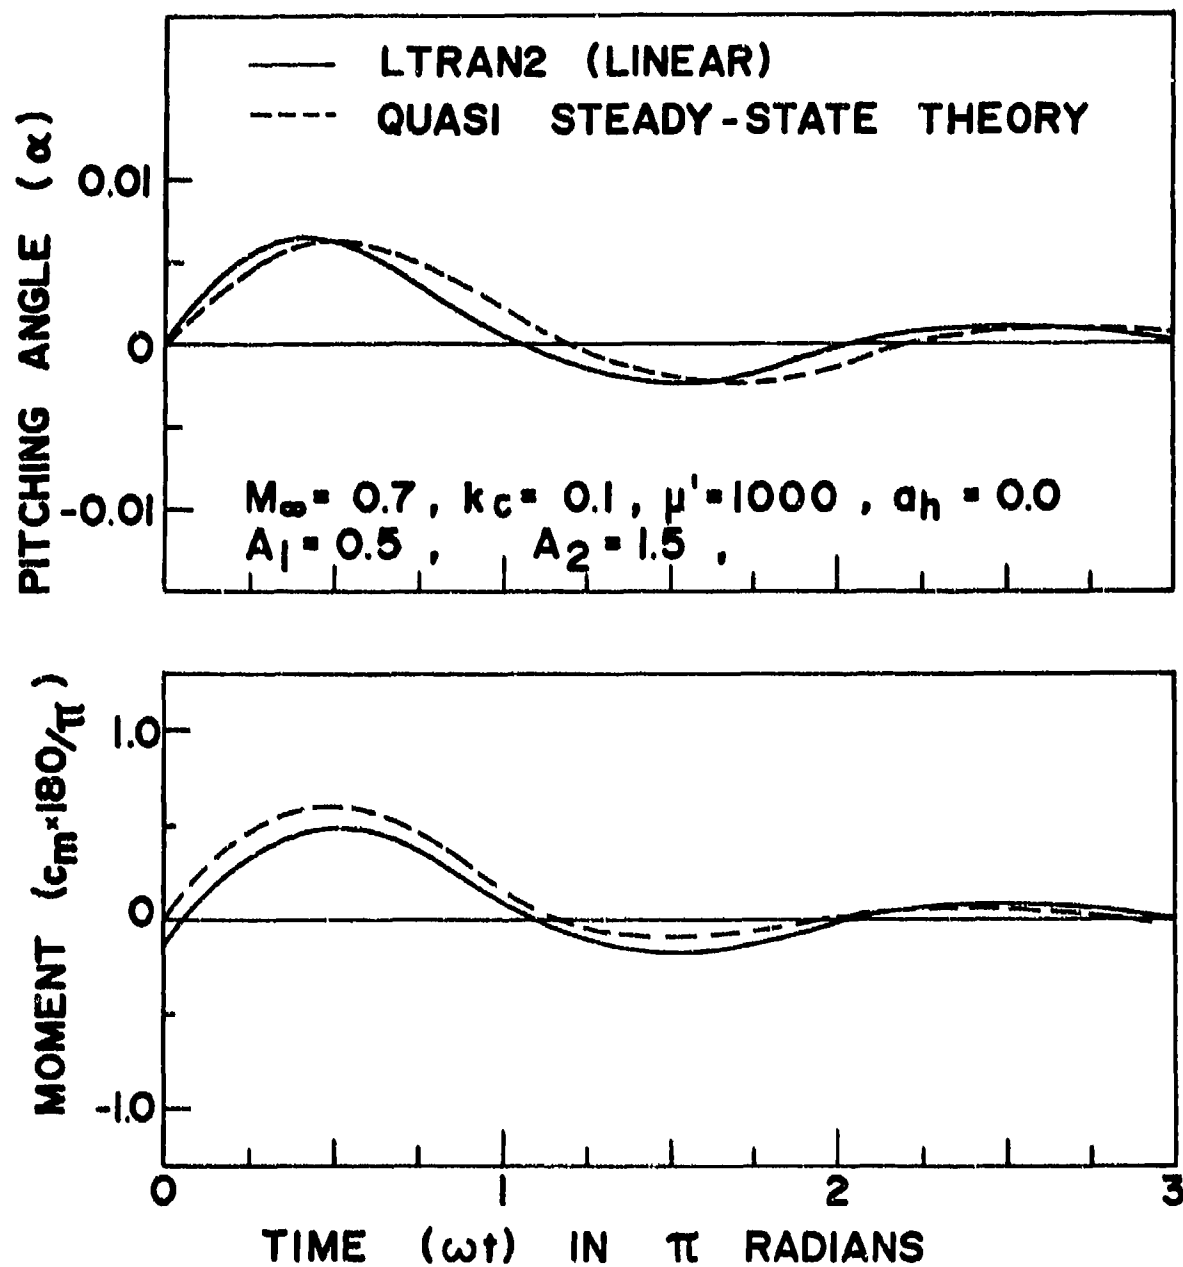 LTRAN2 (LINEAR)
QUASI STEADY-STATE THEORY
PITCHING ANGLE (α)
0.01
0
-0.01
M∞= 0.7, kc= 0.1, μ'=1000, ah = 0.0
A1= 0.5, A2=1.5,
MOMENT (cm×180/π)
1.0
0
-1.0
0 1 2 3
TIME (ωt) IN π RADIANS